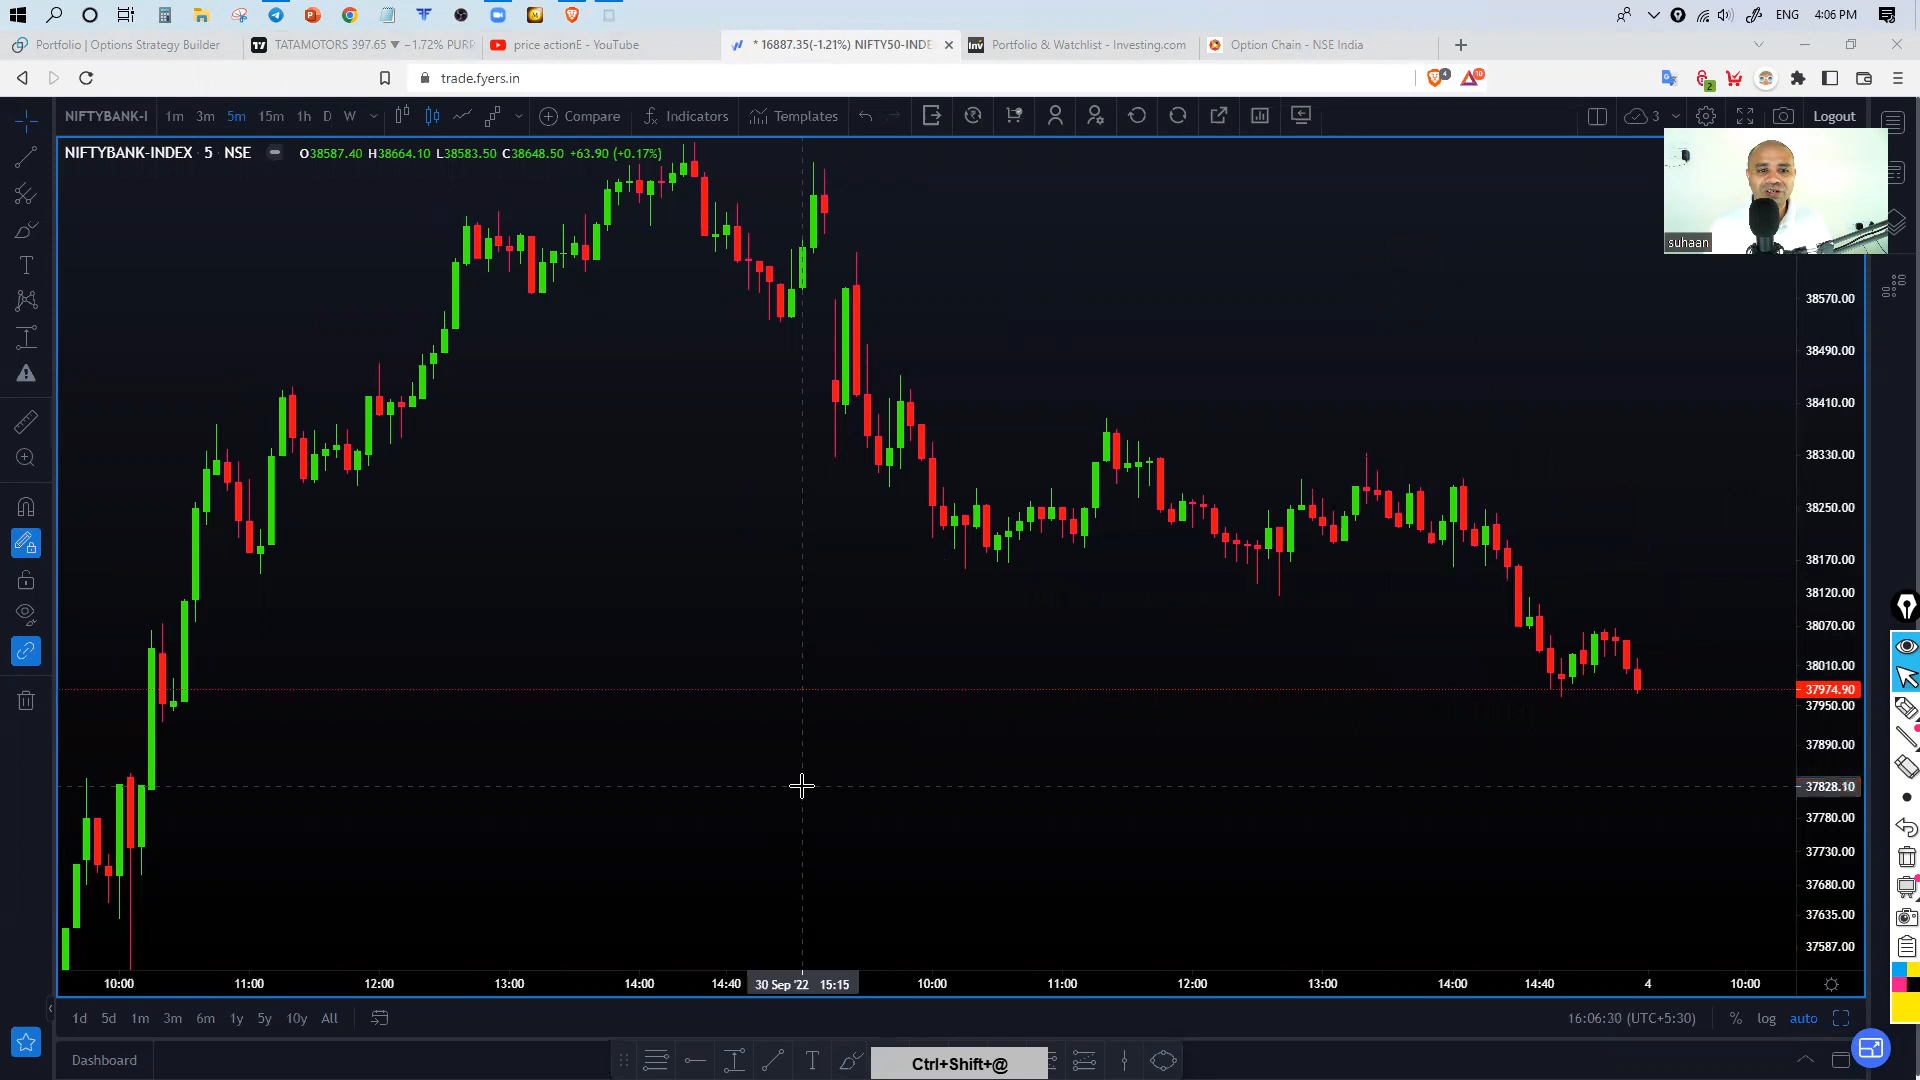 ENG 4:06 PM
Portfolio | Options Strategy Builder
TATAMOTORS 397.65 ▼ −1.72% PURP
price actionE - YouTube
* 16887.35(-1.21%) NIFTY50-INDE
Portfolio & Watchlist - Investing.com
Option Chain - NSE India
trade.fyers.in
4
2
10
NIFTYBANK-I 1m 3m 5m 15m 1h D W Compare Indicators Templates 3 Logout
NIFTYBANK-INDEX · 5 · NSE O38587.40 H38664.10 L38583.50 C38648.50 +63.90 (+0.17%)
suhaan
38570.00
38490.00
38410.00
38330.00
38250.00
38170.00
38120.00
38070.00
38010.00
37974.90
37950.00
37890.00
37828.10
37780.00
37730.00
37680.00
37635.00
37587.00
10:00 11:00 12:00 13:00 14:00 14:40 30 Sep '22 15:15 10:00 11:00 12:00 13:00 14:00 14:40 4 10:00
1d 5d 1m 3m 6m 1y 5y 10y All 16:06:30 (UTC+5:30) % log auto
Dashboard
Ctrl+Shift+@